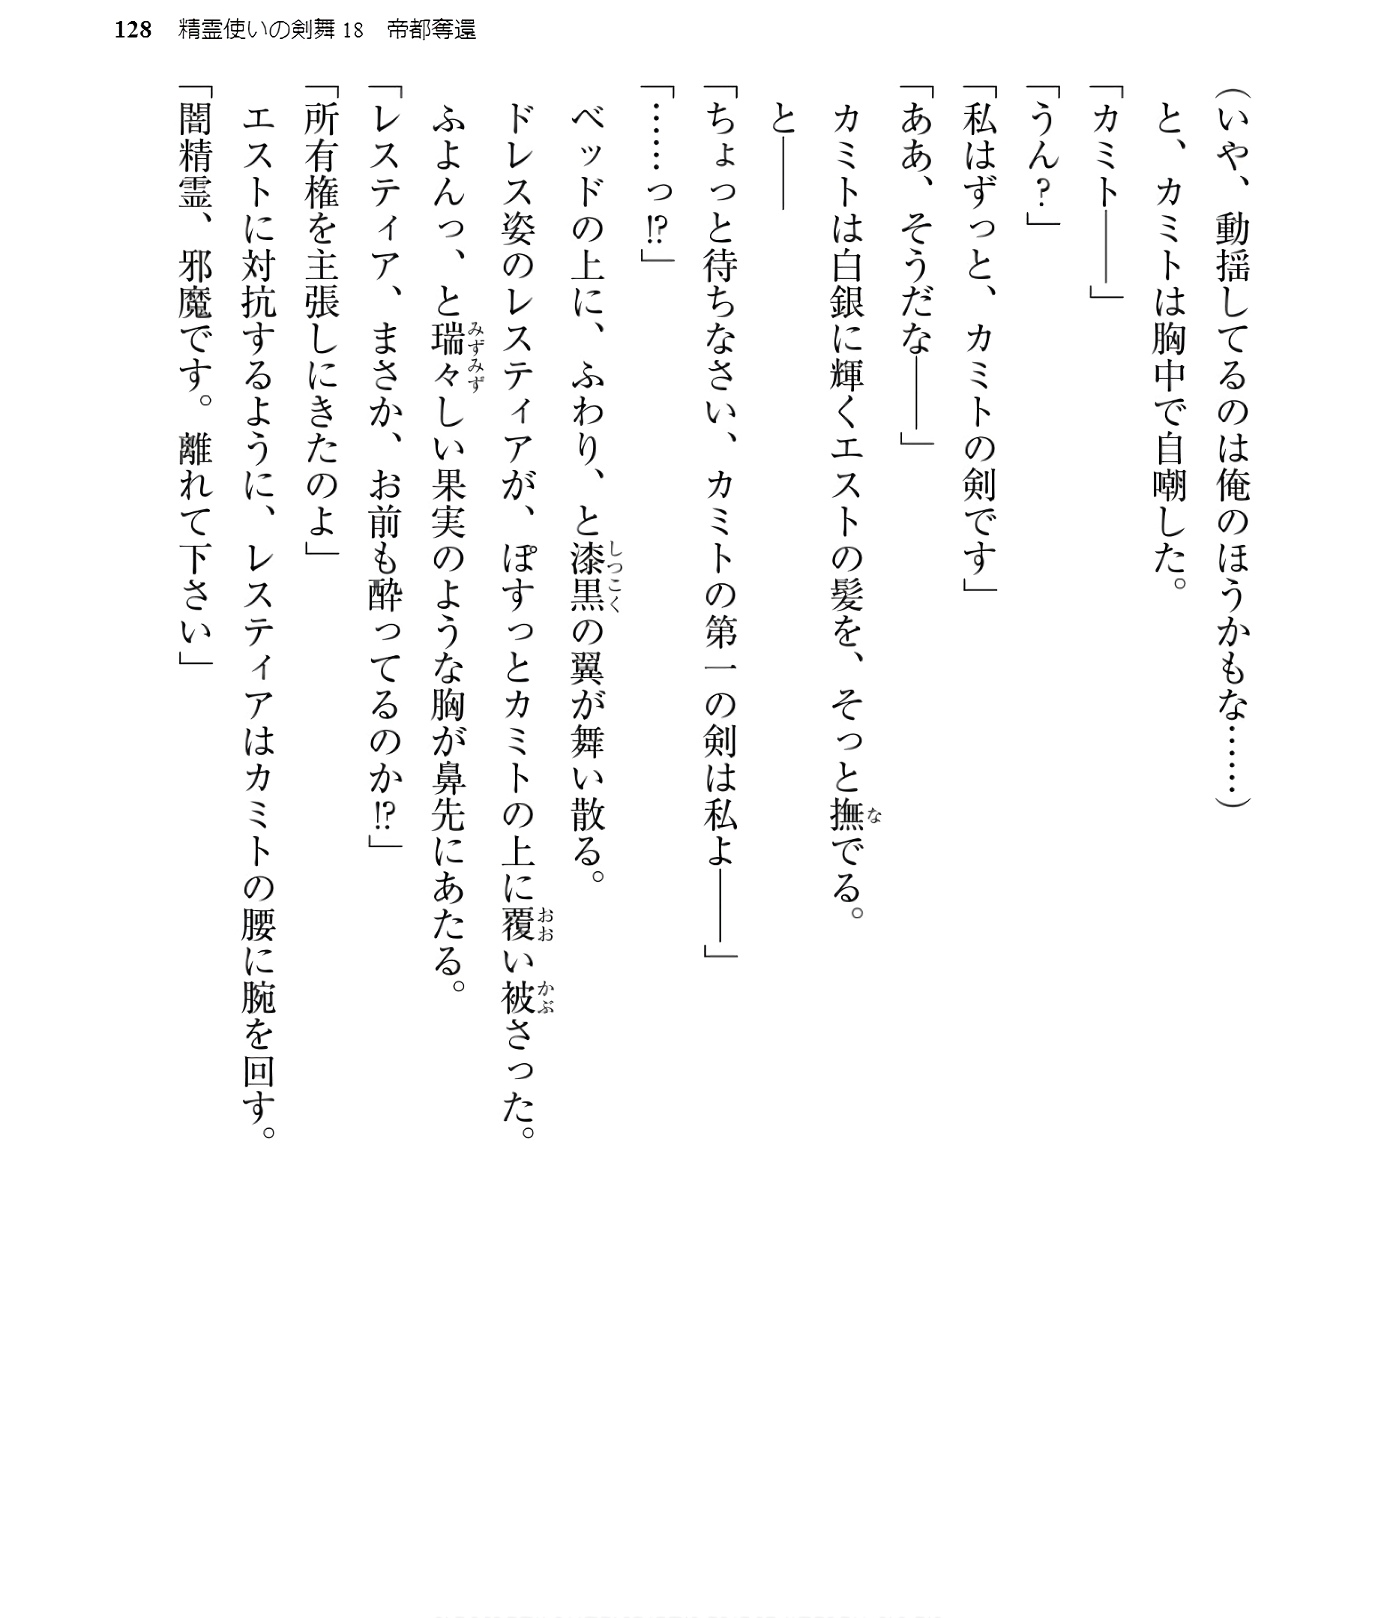 128 精霊使いの剣舞18 帝都奪還
(いや、動揺してるのは俺のほうかもな……)
と、カミトは胸中で自嘲した。
「カミト――」
「うん?」
「私はずっと、カミトの剣です」
「ああ、そうだな――」
カミトは白銀に輝くエストの髪を、そっと撫でる。
と――
「ちょっと待ちなさい、カミトの第一の剣は私よ――」
「……っ!?」
ベッドの上に、ふわり、と漆黒の翼が舞い散る。
ドレス姿のレスティアが、ぽすっとカミトの上に覆い被さった。
ふよんっ、と瑞々しい果実のような胸が鼻先にあたる。
「レスティア、まさか、お前も酔ってるのか!?」
「所有権を主張しにきたのよ」
エストに対抗するように、レスティアはカミトの腰に腕を回す。
「闇精霊、邪魔です。離れて下さい」